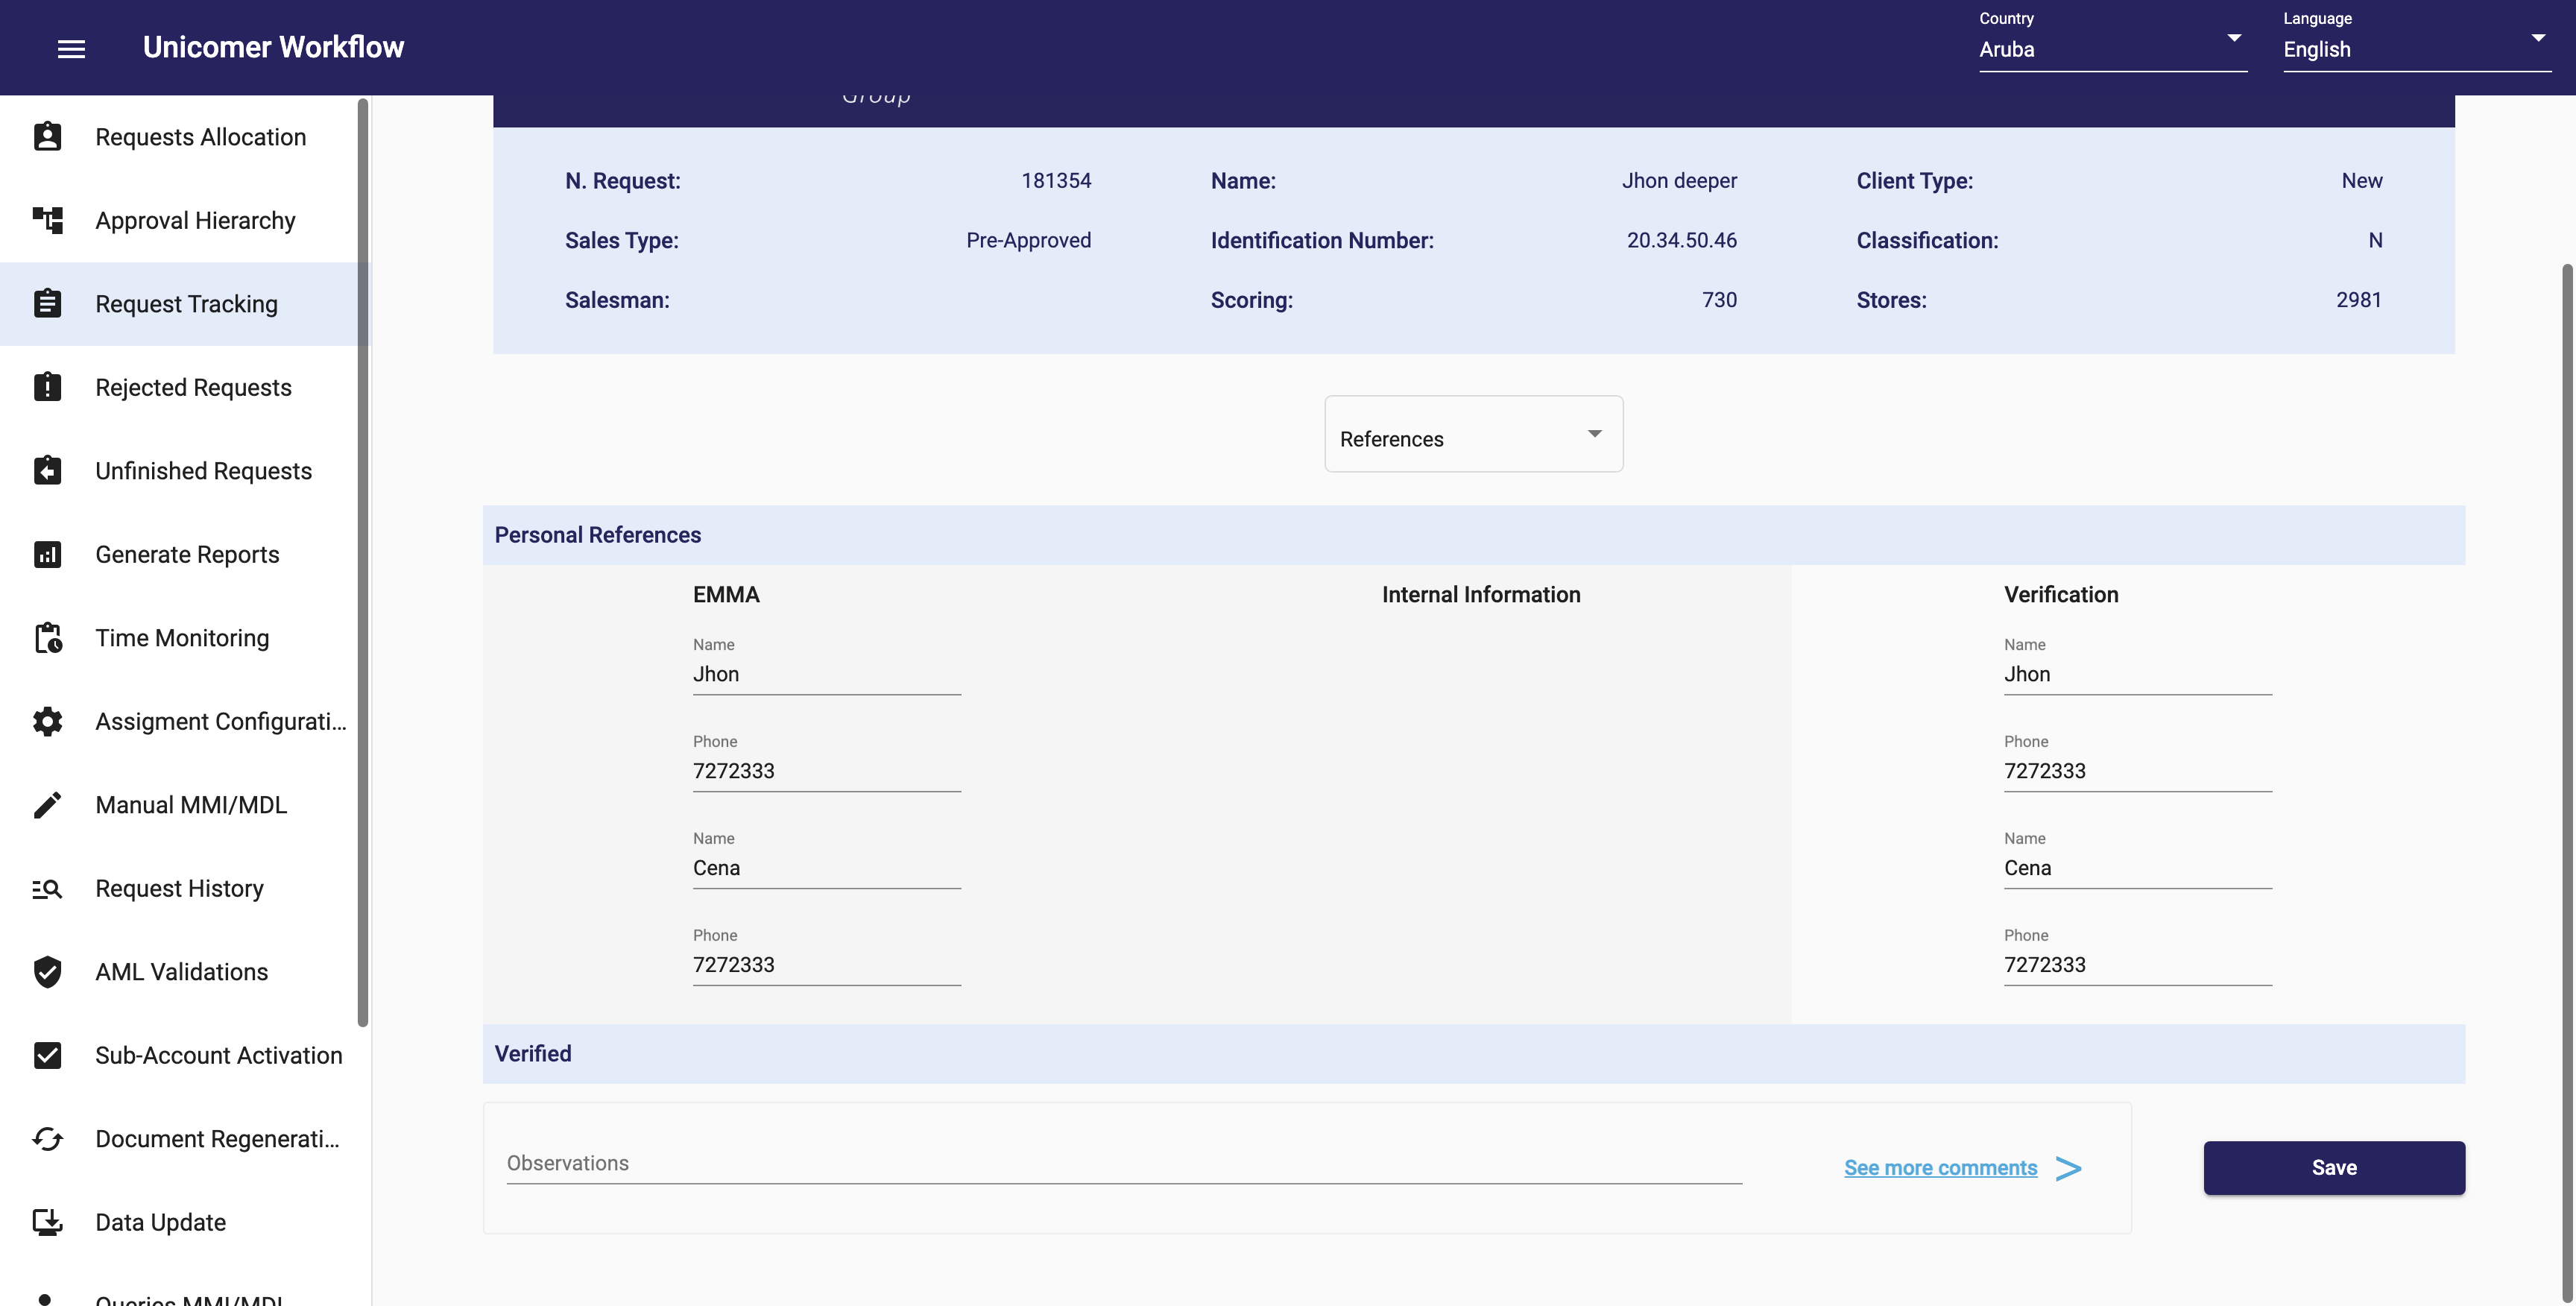 Unicomer Workflow
Country
Aruba
Language
English
Requests Allocation
Approval Hierarchy
Request Tracking
Rejected Requests
Unfinished Requests
Generate Reports
Time Monitoring
Assigment Configurati...
Manual MMI/MDL
Request History
AML Validations
Sub-Account Activation
Document Regenerati...
Data Update
Queries MMI/MDL
Group
N. Request: 181354 Name: Jhon deeper Client Type: New
Sales Type: Pre-Approved Identification Number: 20.34.50.46 Classification: N
Salesman: Scoring: 730 Stores: 2981
References
Personal References
EMMA Internal Information Verification
Name Name
Jhon Jhon
Phone Phone
7272333 7272333
Name Name
Cena Cena
Phone Phone
7272333 7272333
Verified
Observations See more comments > Save